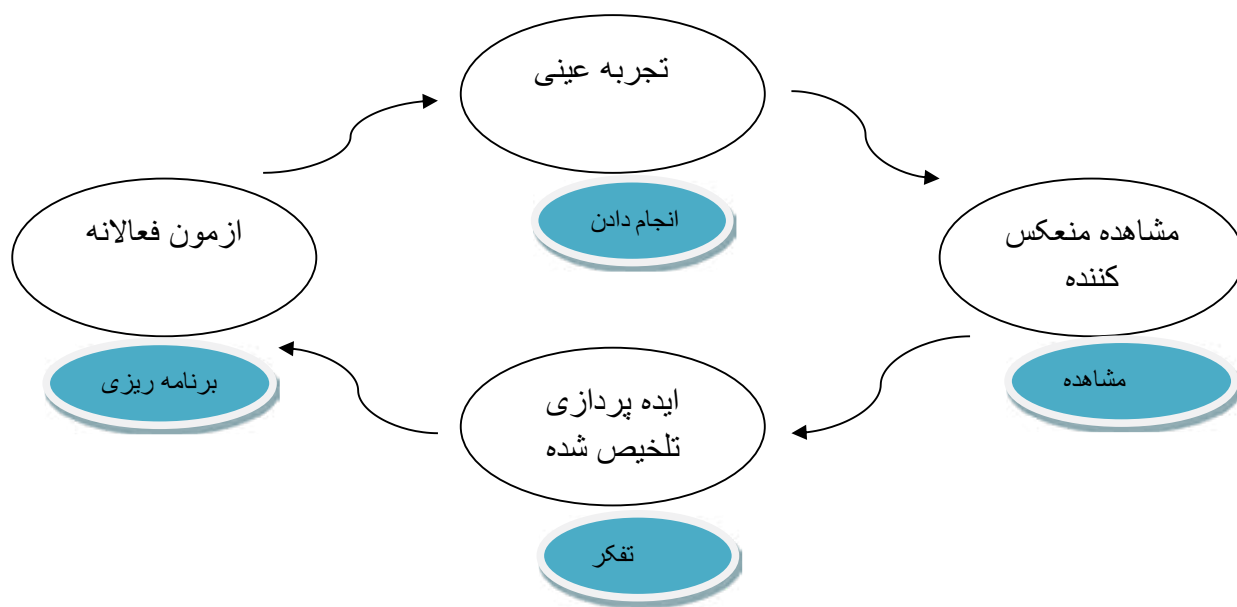 تجربه عینی
انجام دادن
مشاهده منعکس
کننده
مشاهده
ایده پردازی
تلخیص شده
تفکر
ازمون فعالانه
برنامه ریزی